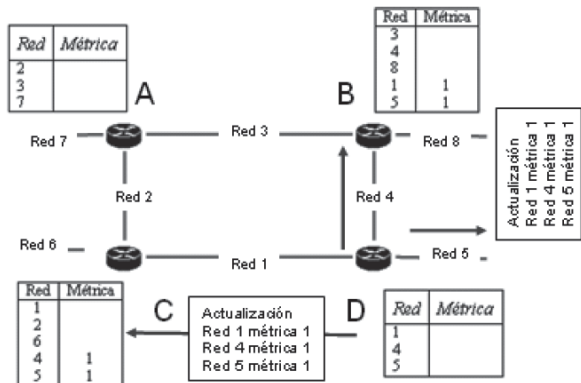 Red Métrica
2
3
7
A
B
Red Métrica
3
4
8
1 1
5 1
Red 7
Red 3
Red 8
Actualización
Red 1 métrica 1
Red 4 métrica 1
Red 5 métrica 1
Red 2
Red 4
Red 6
Red 1
Red 5
Red Métrica
1
2
6
4 1
5 1
C
Actualización
Red 1 métrica 1
Red 4 métrica 1
Red 5 métrica 1
D
Red Métrica
1
4
5